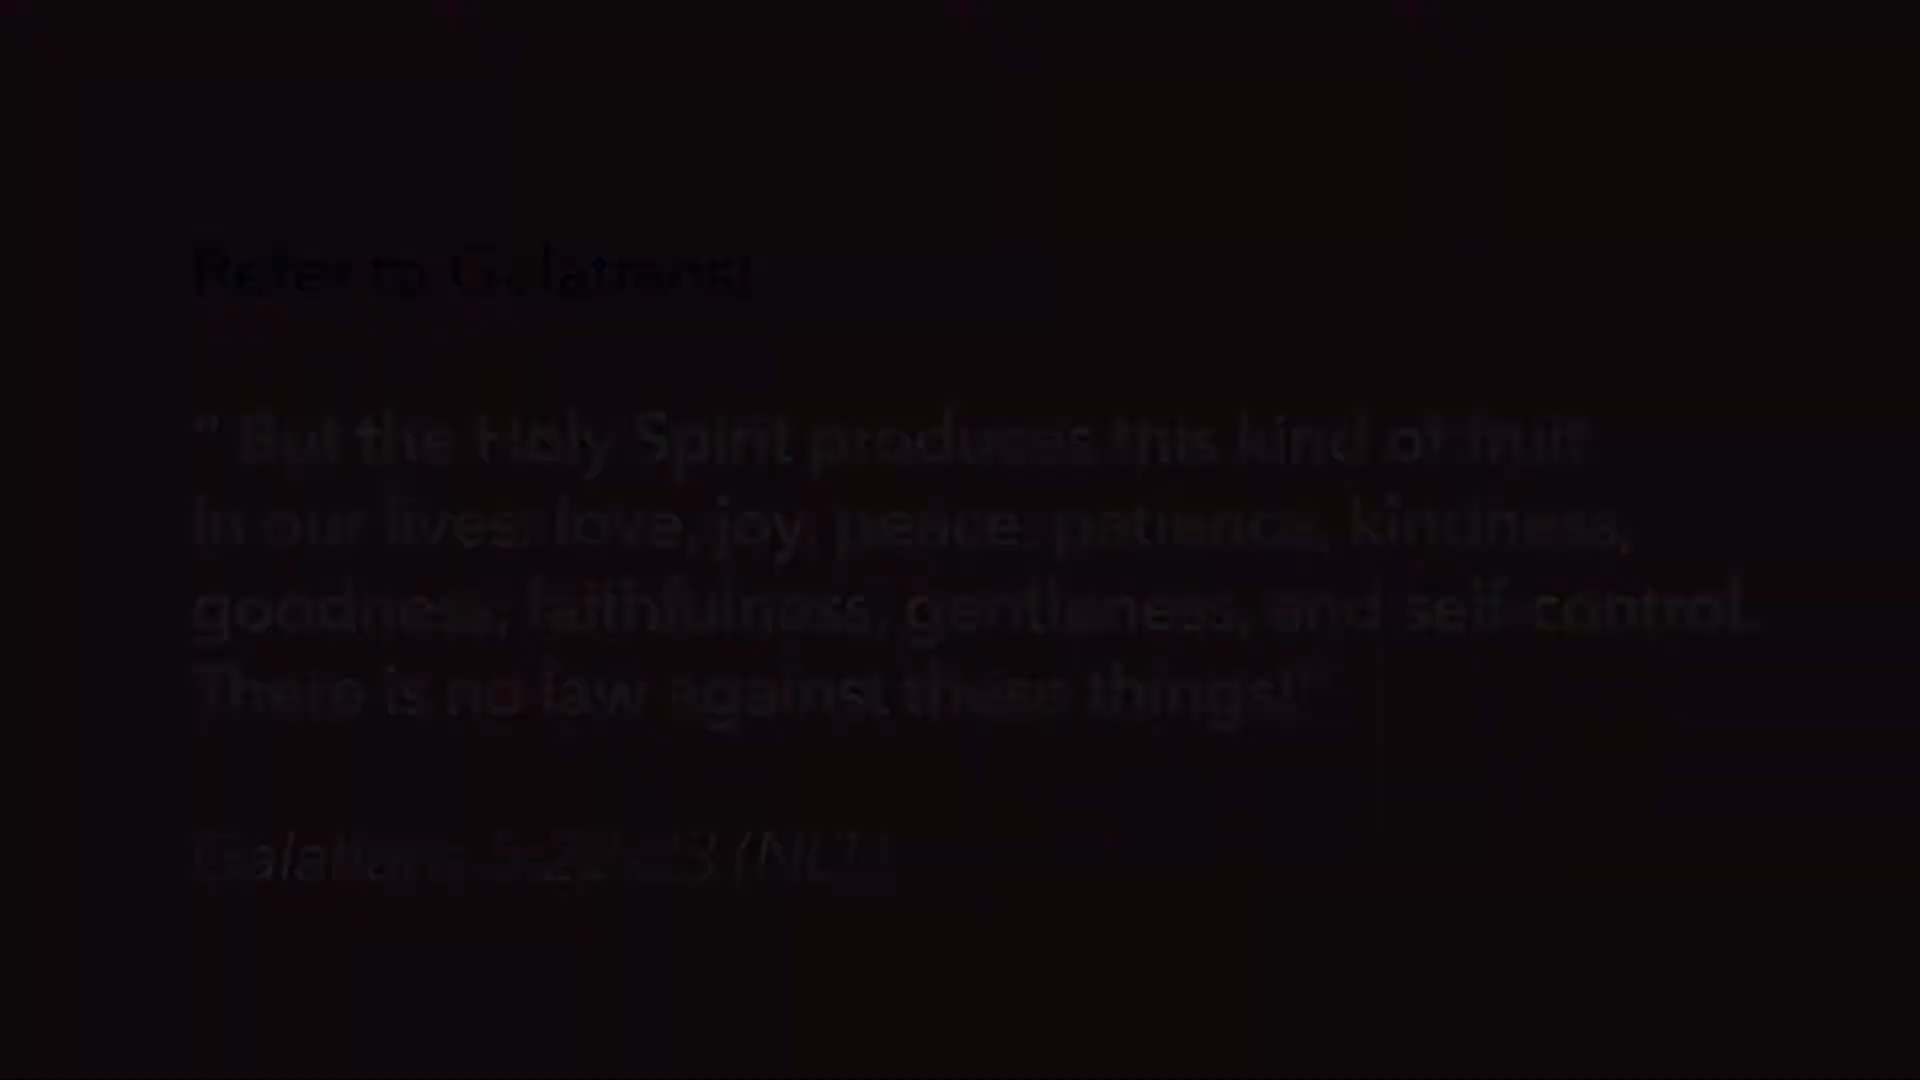 Refer to Galatians:
" But the Holy Spirit produces this kind of fruit
in our lives: love, joy, peace, patience, kindness,
goodness, faithfulness, gentleness, and self-control.
There is no law against these things!"
Galatians 5:22-23 (NLT)